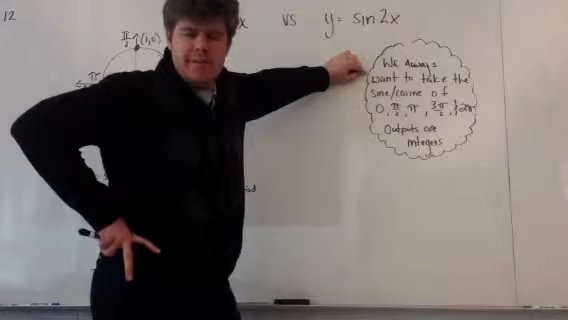 12
x vs y = sin 2x
π/2 (1,0)
π
We Always
want to take the
sine/cosine of
0, π/2, π, 3π/2, & 2π
Outputs are
integers